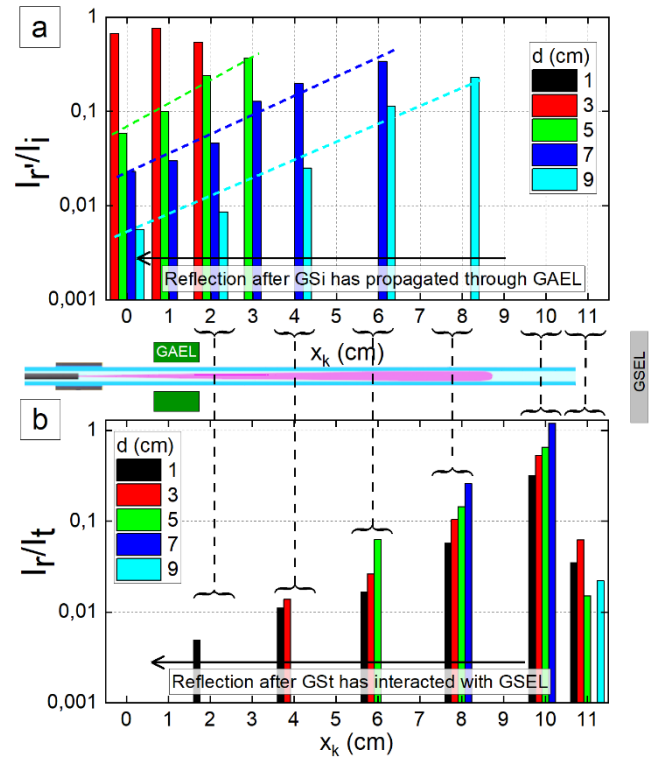 a
1
0,1
0,01
0,001
I_r'/I_i
d (cm)
1
3
5
7
9
Reflection after GSi has propagated through GAEL
0 1 2 3 4 5 6 7 8 9 10 11
x_k (cm)
GAEL
GSEL
b
1
0,1
0,01
0,001
I_r/I_t
d (cm)
1
3
5
7
9
Reflection after GSt has interacted with GSEL
0 1 2 3 4 5 6 7 8 9 10 11
x_k (cm)